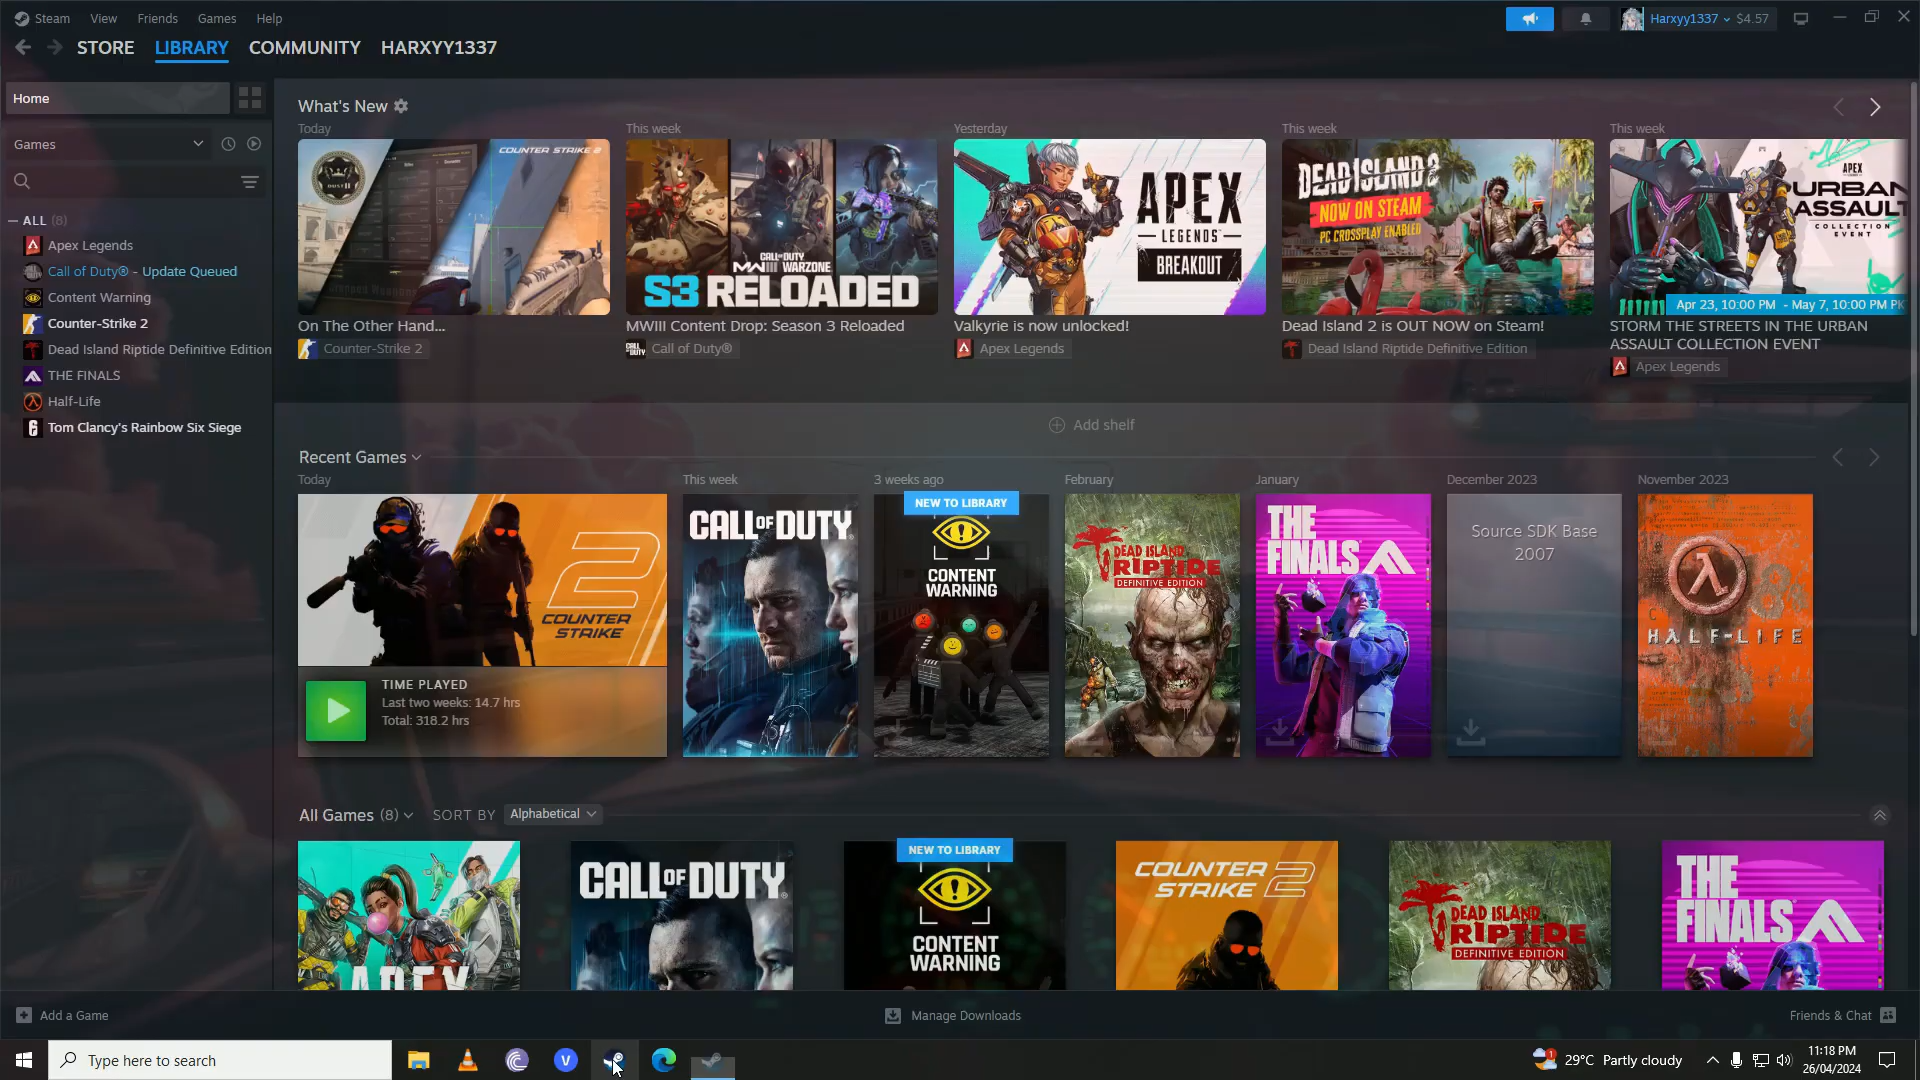 Steam View Friends Games Help
Harxyy1337 $4.57
STORE LIBRARY COMMUNITY HARXYY1337
Home
Games
ALL (8)
Apex Legends
Call of Duty® - Update Queued
Content Warning
Counter-Strike 2
Dead Island Riptide Definitive Edition
THE FINALS
Half-Life
Tom Clancy's Rainbow Six Siege
What's New
Today
This week
Yesterday
This week
This week
DUST II
COUNTER STRIKE 2
CALL OF DUTY
MWIII WARZONE
S3 RELOADED
APEX
LEGENDS
BREAKOUT
DEAD ISLAND 2
NOW ON STEAM
PC CROSSPLAY ENABLED
APEX
LEGENDS
URBAN
ASSAULT
COLLECTION
EVENT
Apr 23, 10:00 PM - May 7, 10:00 PM PK
On The Other Hand...
Counter-Strike 2
MWIII Content Drop: Season 3 Reloaded
Call of Duty®
Valkyrie is now unlocked!
Apex Legends
Dead Island 2 is OUT NOW on Steam!
Dead Island Riptide Definitive Edition
STORM THE STREETS IN THE URBAN
ASSAULT COLLECTION EVENT
Apex Legends
Add shelf
Recent Games
Today
This week
3 weeks ago
February
January
December 2023
November 2023
2
COUNTER
STRIKE
TIME PLAYED
Last two weeks: 14.7 hrs
Total: 318.2 hrs
CALL OF DUTY
NEW TO LIBRARY
CONTENT
WARNING
DEAD ISLAND
RIPTIDE
DEFINITIVE EDITION
THE
FINALS
Source SDK Base
2007
HALF-LIFE
All Games (8) SORT BY Alphabetical
APEX
CALL OF DUTY
NEW TO LIBRARY
CONTENT
WARNING
COUNTER
STRIKE 2
DEAD ISLAND
RIPTIDE
DEFINITIVE EDITION
THE
FINALS
Add a Game
Manage Downloads
Friends & Chat
Type here to search
V
1
29°C Partly cloudy
11:18 PM
26/04/2024